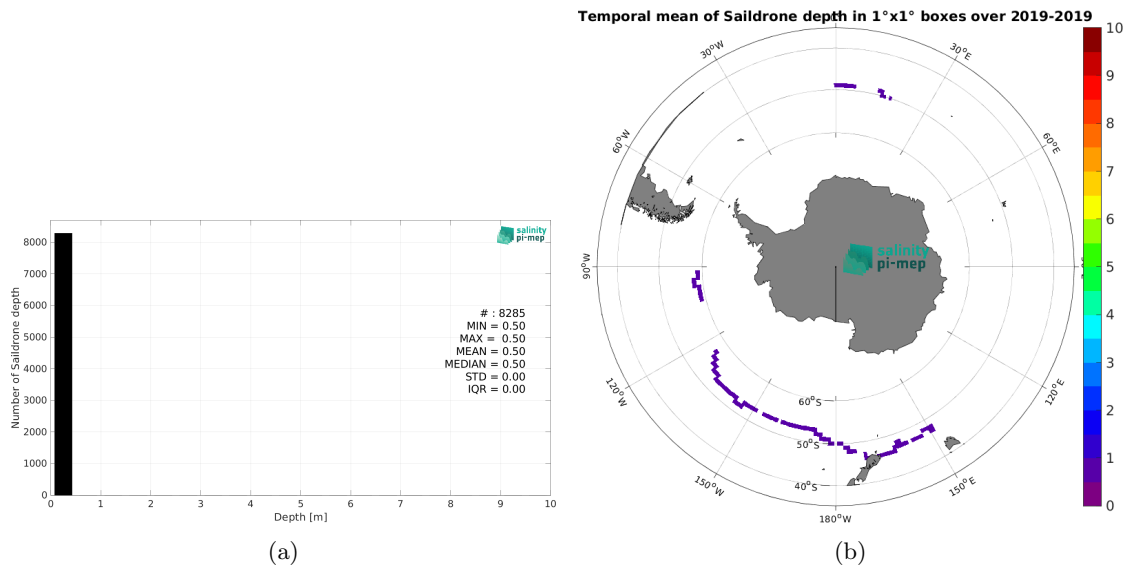 Temporal mean of Saildrone depth in 1°x1° boxes over 2019-2019
salinity
pi-mep
# : 8285
MIN = 0.50
MAX = 0.50
MEAN = 0.50
MEDIAN = 0.50
STD = 0.00
IQR = 0.00
Number of Saildrone depth
8000
7000
6000
5000
4000
3000
2000
1000
0
0 1 2 3 4 5 6 7 8 9 10
Depth [m]
(a)
30°W
30°E
60°W
60°E
90°W
salinity
pi-mep
120°W
120°E
60°S
50°S
40°S
150°W
150°E
180°W
10
9
8
7
6
5
4
3
2
1
0
(b)